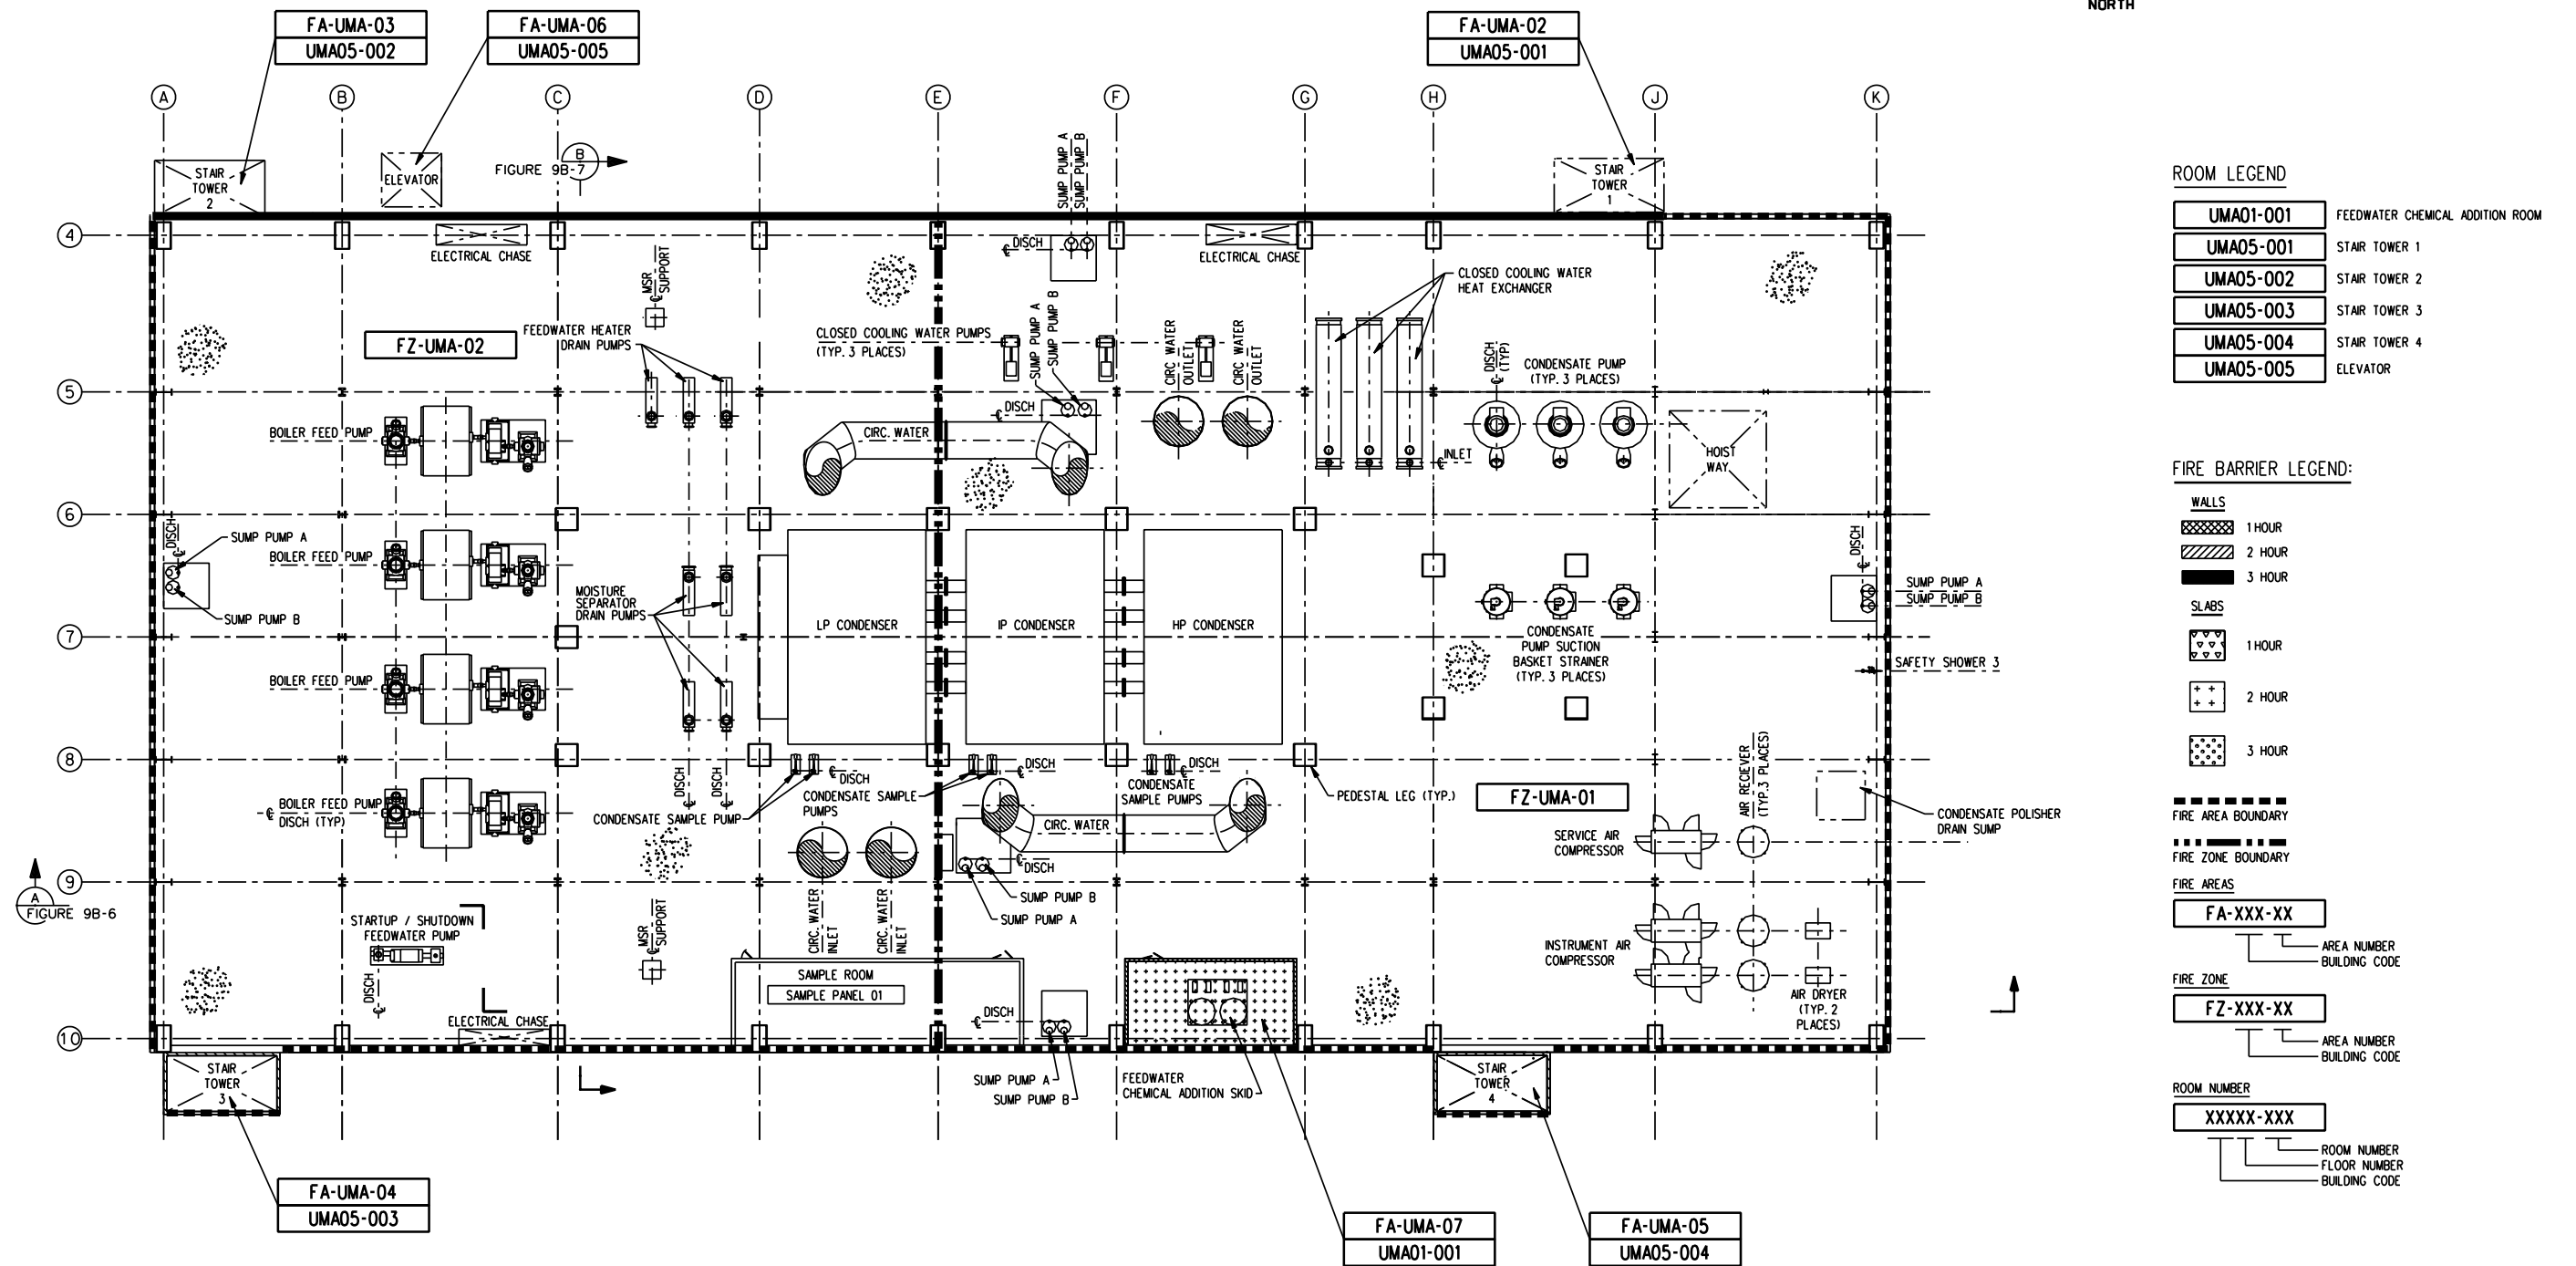 NORTH
FA-UMA-03
UMA05-002
FA-UMA-06
UMA05-005
FA-UMA-02
UMA05-001
A
B
C
D
E
F
G
H
J
K
STAIR
TOWER
2
ELEVATOR
FIGURE 9B-7
B
SUMP PUMP A
SUMP PUMP B
STAIR
TOWER
1
4
ELECTRICAL CHASE
MSR
SUPPORT
℄ DISCH
ELECTRICAL CHASE
CLOSED COOLING WATER
HEAT EXCHANGER
FZ-UMA-02
FEEDWATER HEATER
DRAIN PUMPS
CLOSED COOLING WATER PUMPS
(TYP. 3 PLACES)
SUMP PUMP A
SUMP PUMP B
CIRC WATER
OUTLET
CIRC WATER
OUTLET
DISCH
(TYP)
℄
CONDENSATE PUMP
(TYP. 3 PLACES)
5
BOILER FEED PUMP
CIRC. WATER
℄ DISCH
℄ INLET
HOIST
WAY
6
℄ DISCH
SUMP PUMP A
BOILER FEED PUMP
SUMP PUMP B
MOISTURE
SEPARATOR
DRAIN PUMPS
LP CONDENSER
IP CONDENSER
HP CONDENSER
℄ DISCH
SUMP PUMP A
SUMP PUMP B
7
CONDENSATE
PUMP SUCTION
BASKET STRAINER
(TYP. 3 PLACES)
SAFETY SHOWER 3
BOILER FEED PUMP
8
℄ DISCH
℄ DISCH
℄ DISCH
℄ DISCH
℄ DISCH
CONDENSATE SAMPLE
PUMPS
CONDENSATE
SAMPLE PUMPS
CONDENSATE SAMPLE PUMP
PEDESTAL LEG (TYP.)
FZ-UMA-01
AIR RECIEVER
(TYP. 3 PLACES)
CONDENSATE POLISHER
DRAIN SUMP
℄ BOILER FEED PUMP
DISCH (TYP)
CIRC. WATER
SERVICE AIR
COMPRESSOR
9
A
FIGURE 9B-6
℄
DISCH
SUMP PUMP B
SUMP PUMP A
STARTUP / SHUTDOWN
FEEDWATER PUMP
℄ DISCH
MSR
SUPPORT
CIRC. WATER
INLET
CIRC. WATER
INLET
INSTRUMENT AIR
COMPRESSOR
SAMPLE ROOM
SAMPLE PANEL 01
AIR DRYER
(TYP. 2
PLACES)
ELECTRICAL CHASE
℄ DISCH
10
STAIR
TOWER
3
SUMP PUMP A
SUMP PUMP B
FEEDWATER
CHEMICAL ADDITION SKID
STAIR
TOWER
4
FA-UMA-04
UMA05-003
FA-UMA-07
UMA01-001
FA-UMA-05
UMA05-004
ROOM LEGEND
UMA01-001 FEEDWATER CHEMICAL ADDITION ROOM
UMA05-001 STAIR TOWER 1
UMA05-002 STAIR TOWER 2
UMA05-003 STAIR TOWER 3
UMA05-004 STAIR TOWER 4
UMA05-005 ELEVATOR
FIRE BARRIER LEGEND:
WALLS
1 HOUR
2 HOUR
3 HOUR
SLABS
1 HOUR
2 HOUR
3 HOUR
FIRE AREA BOUNDARY
FIRE ZONE BOUNDARY
FIRE AREAS
FA-XXX-XX
AREA NUMBER
BUILDING CODE
FIRE ZONE
FZ-XXX-XX
AREA NUMBER
BUILDING CODE
ROOM NUMBER
XXXXX-XXX
ROOM NUMBER
FLOOR NUMBER
BUILDING CODE